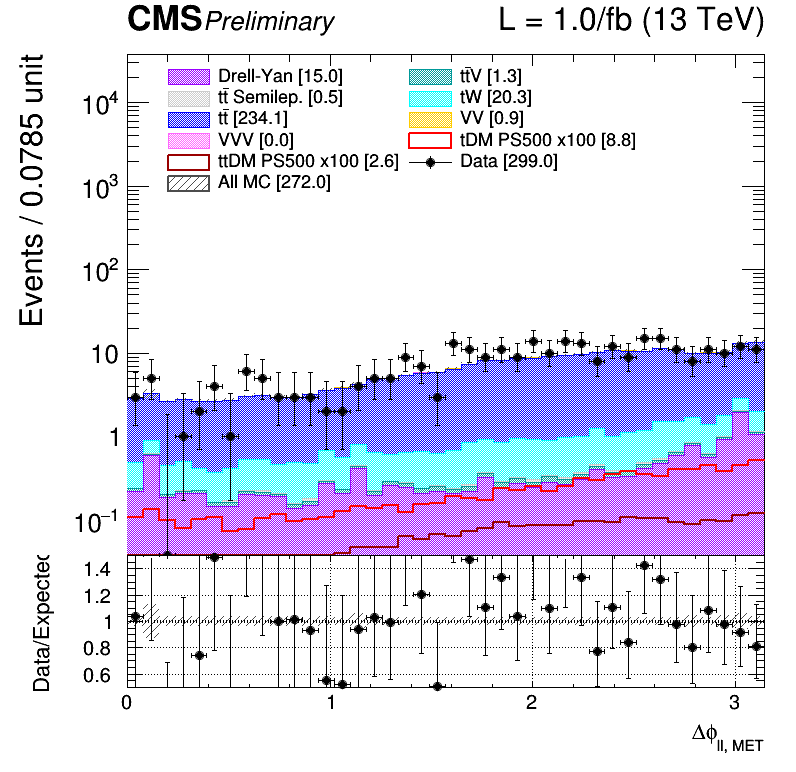 CMS Preliminary L = 1.0/fb (13 TeV)
Events / 0.0785 unit
Drell-Yan [15.0] tt̄V [1.3]
tt̄ Semilep. [0.5] tW [20.3]
tt̄ [234.1] VV [0.9]
VVV [0.0] tDM PS500 x100 [8.8]
ttDM PS500 x100 [2.6] Data [299.0]
All MC [272.0]
10⁴
10³
10²
10
1
10⁻¹
Data/Expected
1.4
1.2
1
0.8
0.6
0 1 2 3
Δϕ_ll, MET